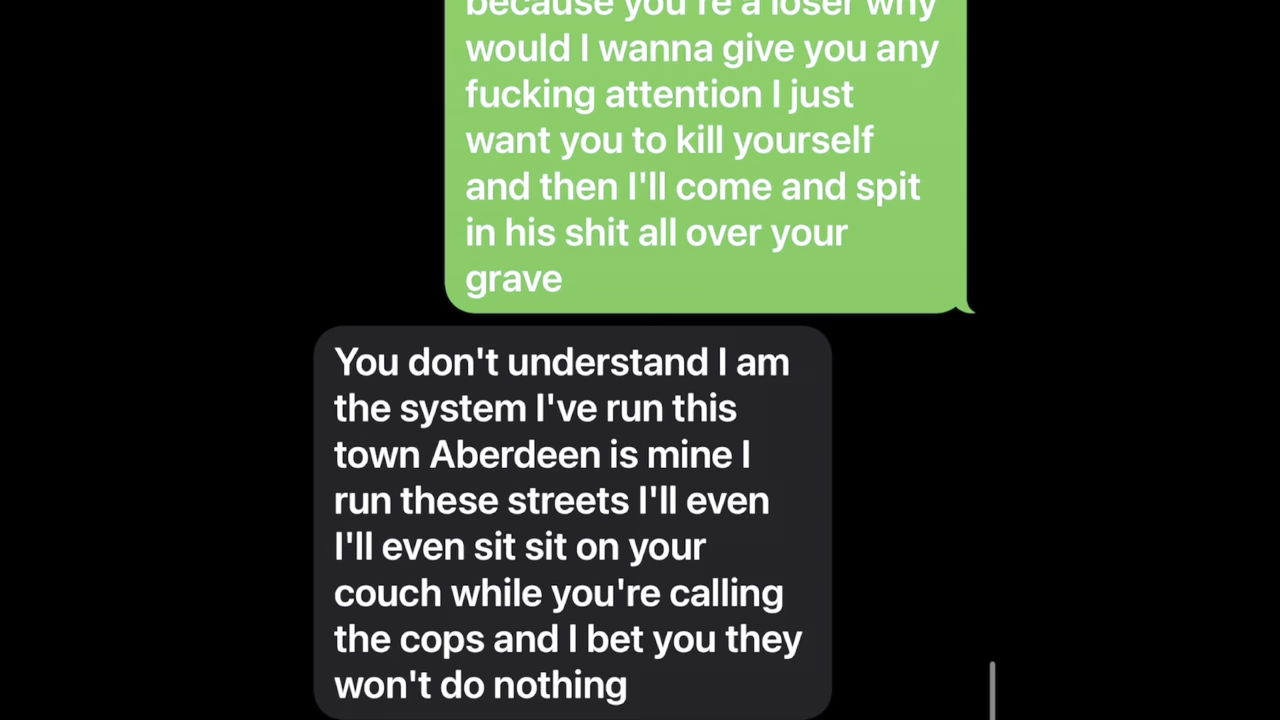 because you're a loser why
would I wanna give you any
fucking attention I just
want you to kill yourself
and then I'll come and spit
in his shit all over your
grave
You don't understand I am
the system I've run this
town Aberdeen is mine I
run these streets I'll even
I'll even sit sit on your
couch while you're calling
the cops and I bet you they
won't do nothing